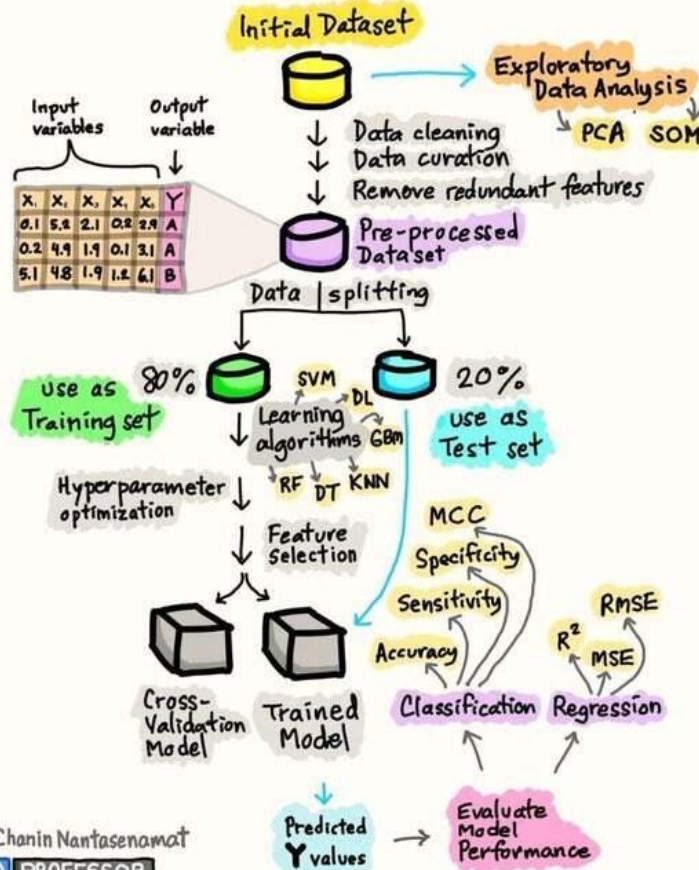 Initial Dataset
Exploratory
Data Analysis
PCA SOM
Input
variables
Output
variable
Data cleaning
Data curation
Remove redundant features
X₁ X₁ X₁ X₁ X₁ Y
0.1 5.2 2.1 0.2 2.9 A
0.2 4.9 1.9 0.1 3.1 A
5.1 4.8 1.9 1.2 6.1 B
Pre-processed
Dataset
Data splitting
80%
use as
Training set
20%
use as
Test set
SVM
DL
Learning
algorithms
GBM
RF DT KNN
Hyperparameter
optimization
Feature
selection
MCC
Specificity
Sensitivity
Accuracy
RMSE
R²
MSE
Classification
Regression
Cross-
Validation
Model
Trained
Model
Predicted
Y values
Evaluate
Model
Performance
Chanin Nantasenamat
PROFESSOR